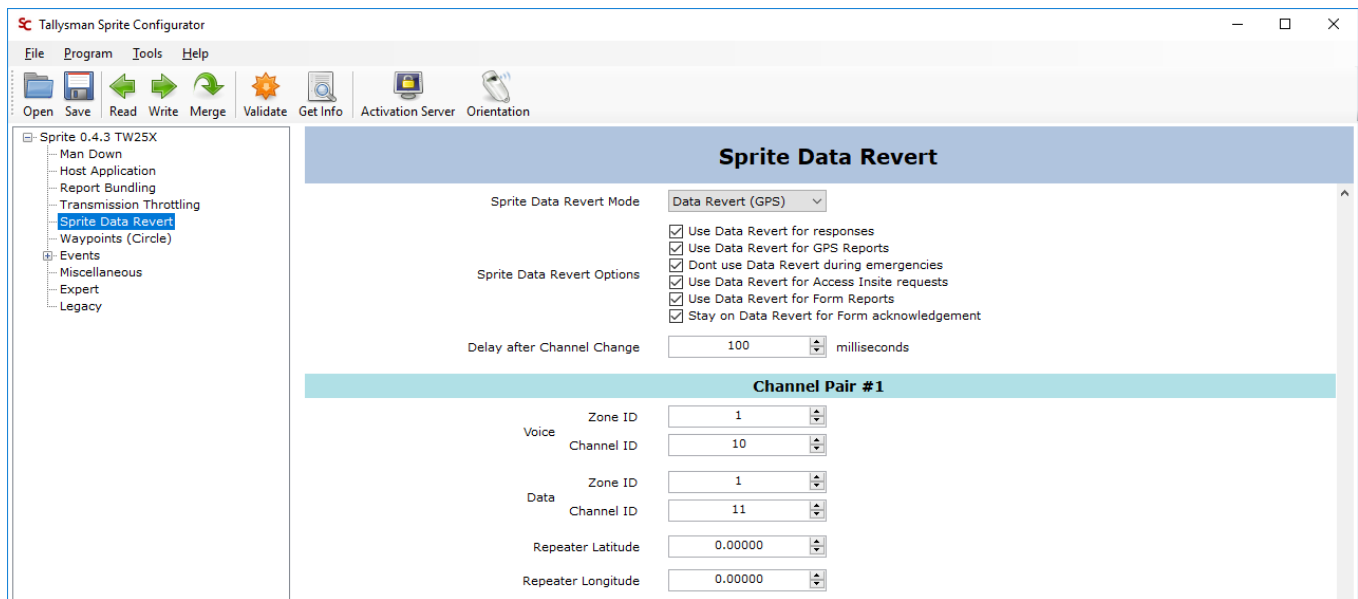 SC Tallysman Sprite Configurator
File Program Tools Help
Open Save Read Write Merge Validate Get Info Activation Server Orientation
Sprite 0.4.3 TW25X
Man Down
Host Application
Report Bundling
Transmission Throttling
Sprite Data Revert
Waypoints (Circle)
Events
Miscellaneous
Expert
Legacy
Sprite Data Revert
Sprite Data Revert Mode Data Revert (GPS)
Sprite Data Revert Options
Use Data Revert for responses
Use Data Revert for GPS Reports
Dont use Data Revert during emergencies
Use Data Revert for Access Insite requests
Use Data Revert for Form Reports
Stay on Data Revert for Form acknowledgement
Delay after Channel Change 100 milliseconds
Channel Pair #1
Voice
Zone ID 1
Channel ID 10
Data
Zone ID 1
Channel ID 11
Repeater Latitude 0.00000
Repeater Longitude 0.00000